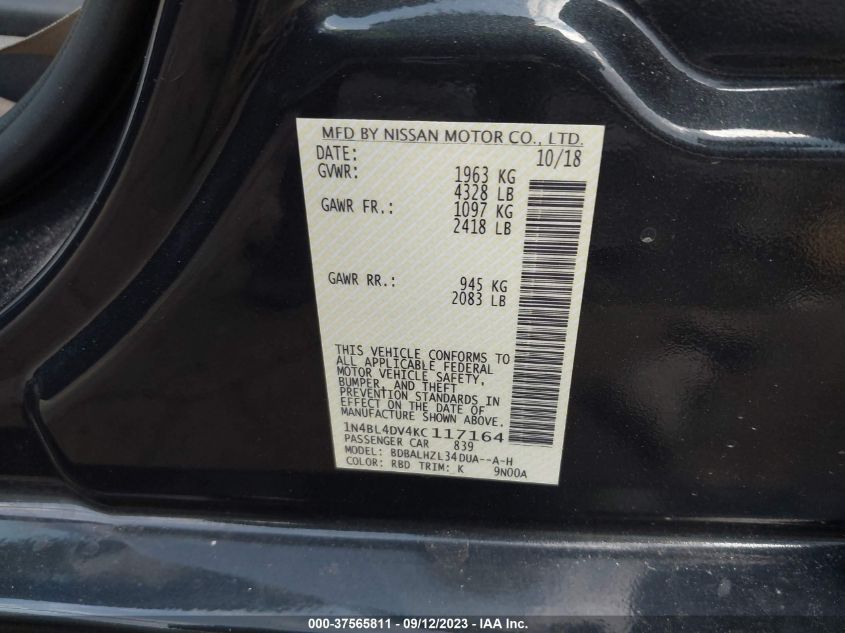 MFD BY NISSAN MOTOR CO., LTD.
DATE: 10/18
GVWR: 1963 KG
4328 LB
GAWR FR.: 1097 KG
2418 LB
GAWR RR.: 945 KG
2083 LB
THIS VEHICLE CONFORMS TO
ALL APPLICABLE FEDERAL
MOTOR VEHICLE SAFETY,
BUMPER, AND THEFT
PREVENTION STANDARDS IN
EFFECT ON THE DATE OF
MANUFACTURE SHOWN ABOVE.
1N4BL4DV4KC117164
PASSENGER CAR 839
MODEL: BDBALHZL34DUA--A-H
COLOR: RBD TRIM: K 9N00A
000-37565811 - 09/12/2023 - IAA Inc.